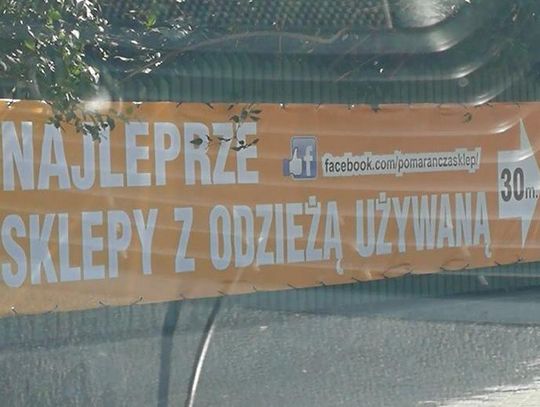 NAJLEPRZE
facebook.com/pomaranczasklep/
30m.
SKLEPY Z ODZIEŻĄ UŻYWANĄ